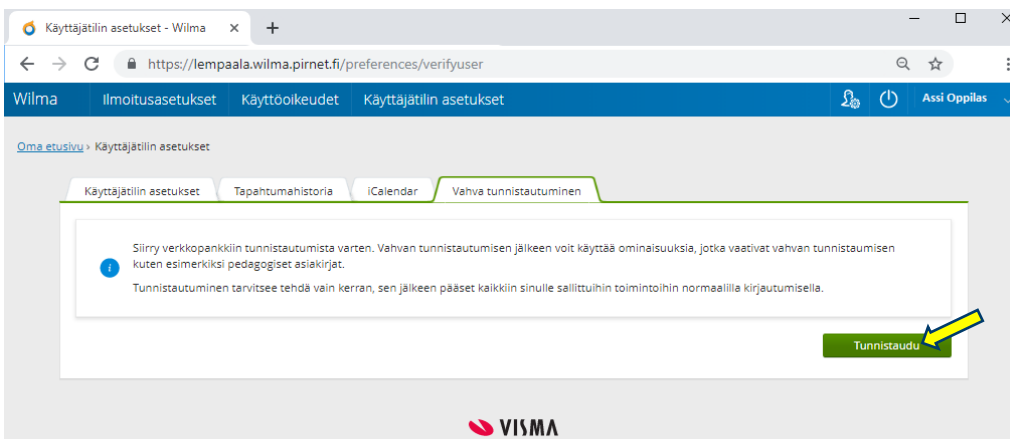 Käyttäjätilin asetukset - Wilma
https://lempaala.wilma.pirnet.fi/preferences/verifyuser
Wilma Ilmoitusasetukset Käyttöoikeudet Käyttäjätilin asetukset Assi Oppilas
Oma etusivu › Käyttäjätilin asetukset
Käyttäjätilin asetukset Tapahtumahistoria iCalendar Vahva tunnistautuminen
Siirry verkkopankkiin tunnistautumista varten. Vahvan tunnistautumisen jälkeen voit käyttää ominaisuuksia, jotka vaativat vahvan tunnistaumisen
kuten esimerkiksi pedagogiset asiakirjat.
Tunnistautuminen tarvitsee tehdä vain kerran, sen jälkeen pääset kaikkiin sinulle sallittuihin toimintoihin normaalilla kirjautumisella.
Tunnistaudu
VISMA